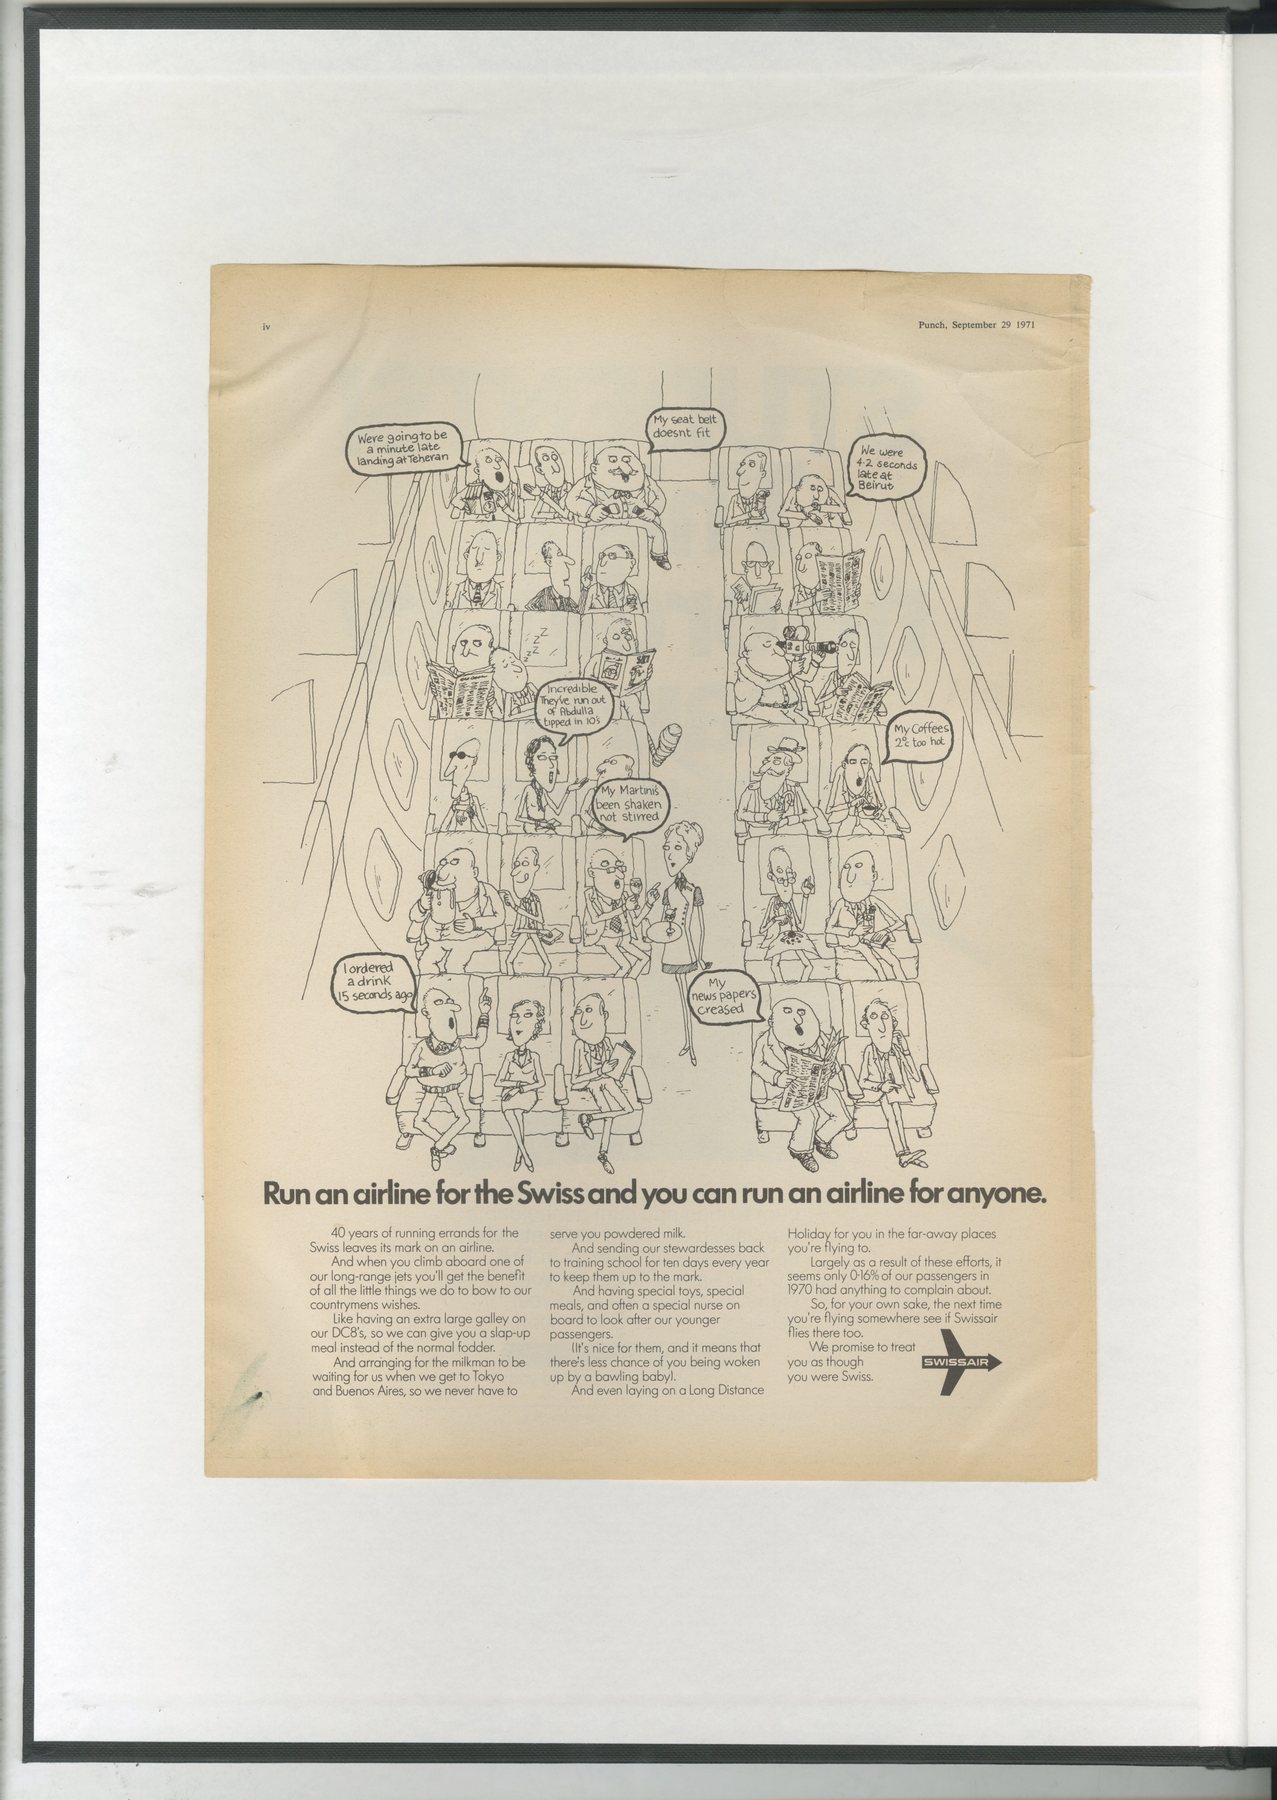 iv
Punch, September 29 1971
Were going to be
a minute late
landing at Teheran
My seat belt
doesnt fit
We were
4·2 seconds
late at
Beirut
z
z
z z
z
Incredible
They've run out
of Abdulla
tipped in 10's
My Coffees
2°c too hot
My Martinis
been shaken
not stirred
I ordered
a drink
15 seconds ago
My
news papers
creased
Run an airline for the Swiss and you can run an airline for anyone.
40 years of running errands for the
Swiss leaves its mark on an airline.
And when you climb aboard one of
our long-range jets you'll get the benefit
of all the little things we do to bow to our
countrymens wishes.
Like having an extra large galley on
our DC8's, so we can give you a slap-up
meal instead of the normal fodder.
And arranging for the milkman to be
waiting for us when we get to Tokyo
and Buenos Aires, so we never have to
serve you powdered milk.
And sending our stewardesses back
to training school for ten days every year
to keep them up to the mark.
And having special toys, special
meals, and often a special nurse on
board to look after our younger
passengers.
(It's nice for them, and it means that
there's less chance of you being woken
up by a bawling baby).
And even laying on a Long Distance
Holiday for you in the far-away places
you're flying to.
Largely as a result of these efforts, it
seems only 0·16% of our passengers in
1970 had anything to complain about.
So, for your own sake, the next time
you're flying somewhere see if Swissair
flies there too.
We promise to treat
you as though
you were Swiss.
SWISSAIR